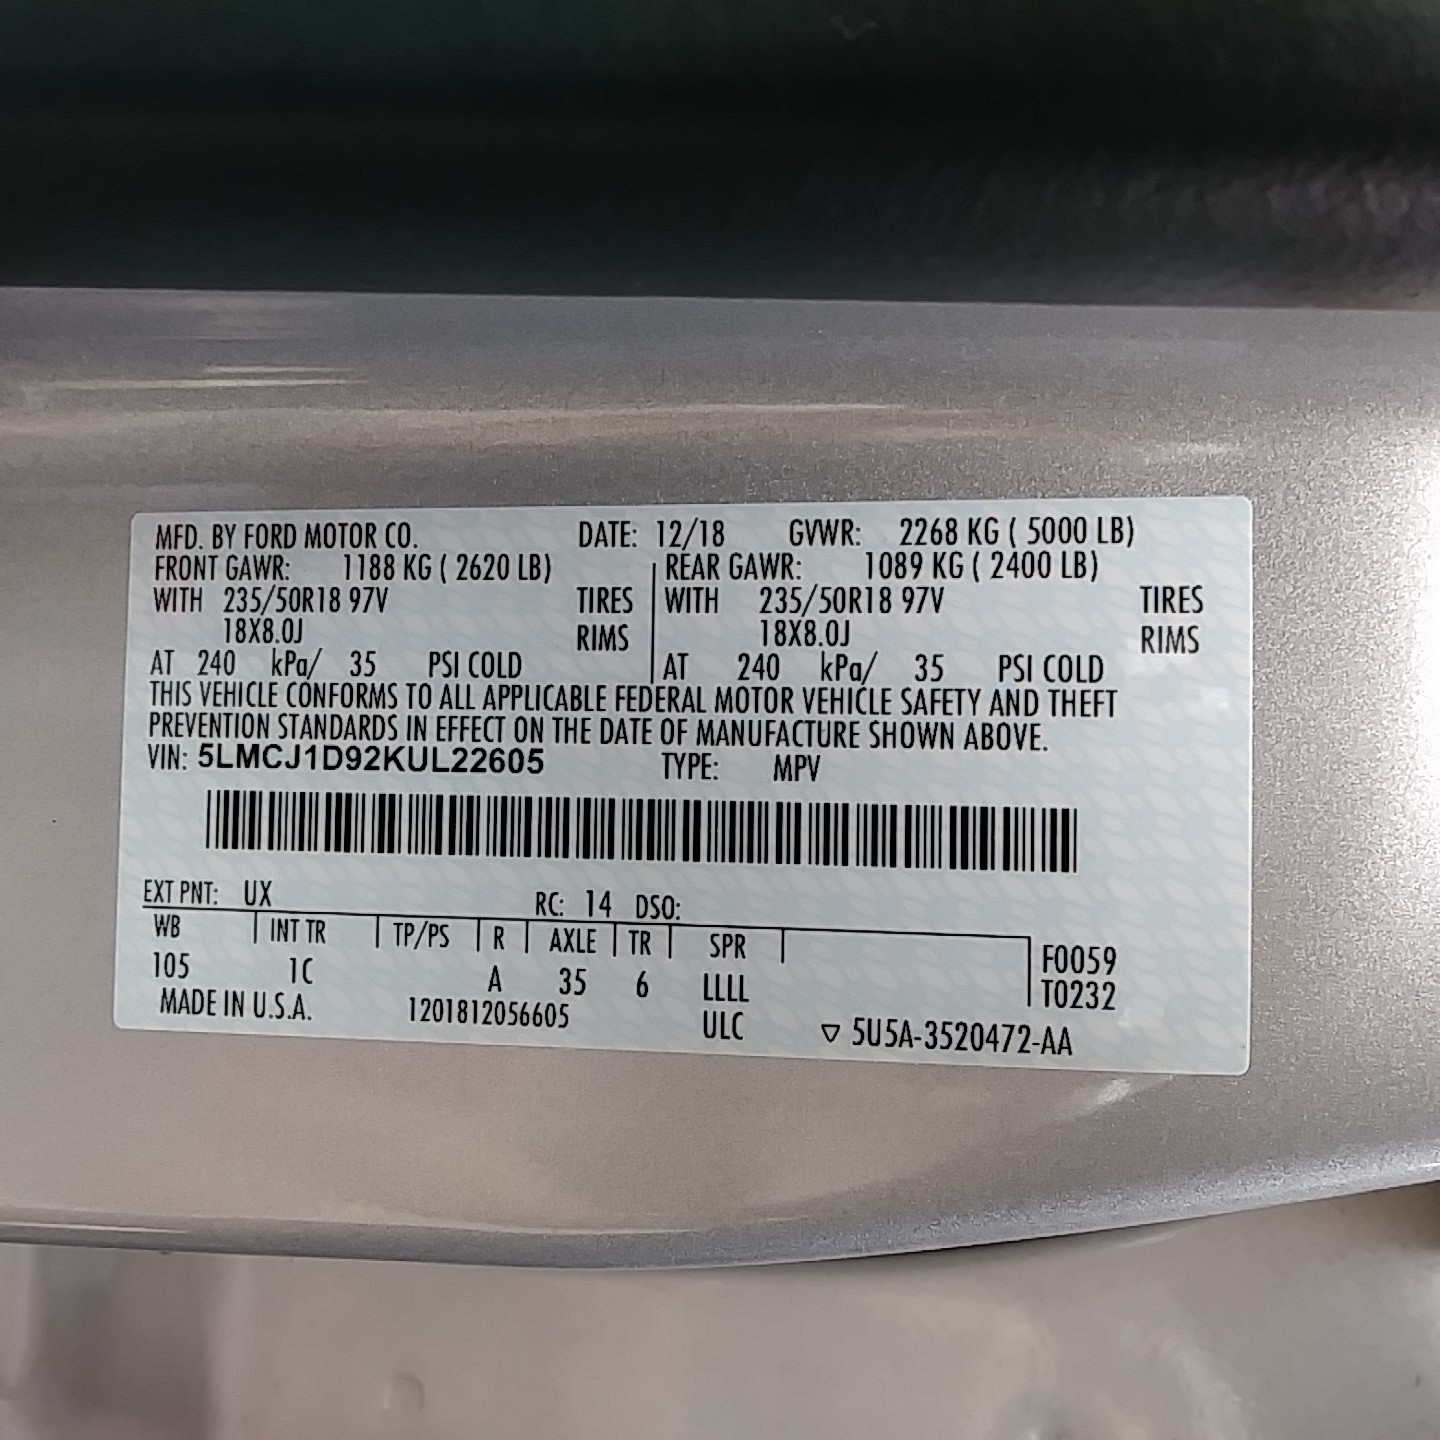 MFD. BY FORD MOTOR CO. DATE: 12/18 GVWR: 2268 KG ( 5000 LB)
FRONT GAWR: 1188 KG ( 2620 LB) REAR GAWR: 1089 KG ( 2400 LB)
WITH 235/50R18 97V TIRES WITH 235/50R18 97V TIRES
18X8.0J RIMS 18X8.0J RIMS
AT 240 kPa/ 35 PSI COLD AT 240 kPa/ 35 PSI COLD
THIS VEHICLE CONFORMS TO ALL APPLICABLE FEDERAL MOTOR VEHICLE SAFETY AND THEFT
PREVENTION STANDARDS IN EFFECT ON THE DATE OF MANUFACTURE SHOWN ABOVE.
VIN: 5LMCJ1D92KUL22605 TYPE: MPV
EXT PNT: UX RC: 14 DSO:
WB INT TR TP/PS R AXLE TR SPR F0059
105 1C A 35 6 LLLL T0232
MADE IN U.S.A. 1201812056605 ULC ▽ 5U5A-3520472-AA